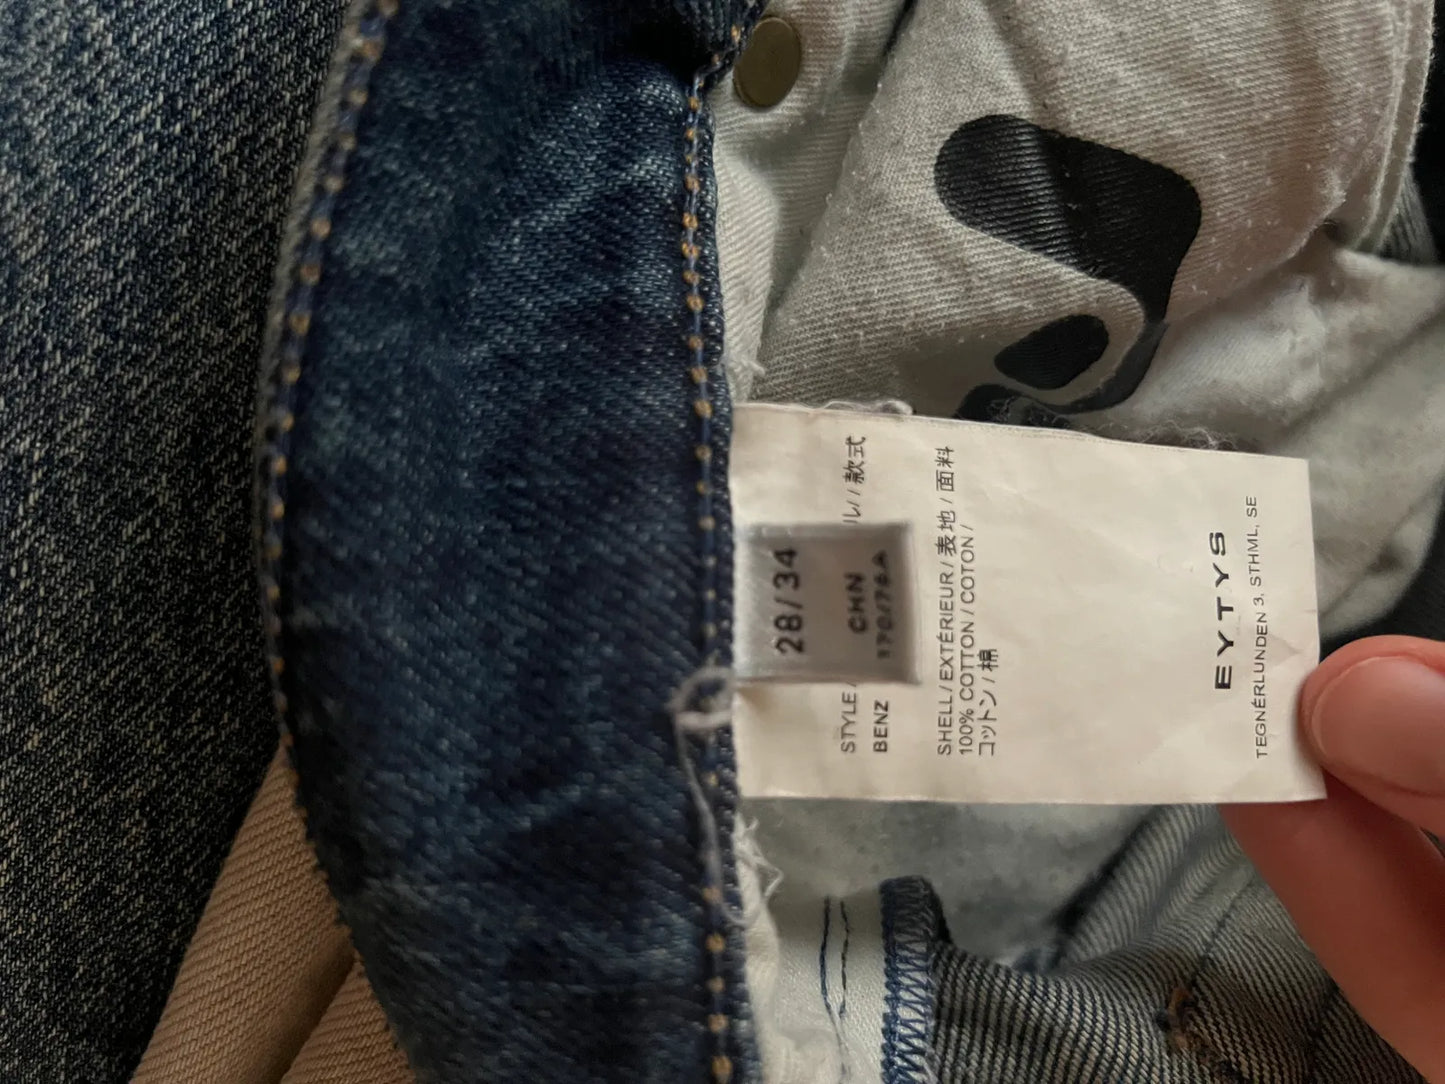 28/34
CHN
170/76A
STYLE/
ル/款式
BENZ
SHELL/EXTÉRIEUR/表地/面料
100% COTTON/COTON/
コットン/棉
EYTYS
TEGNÉRLUNDEN 3, STHML, SE